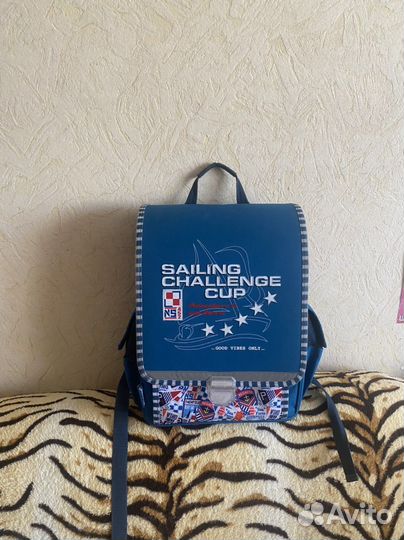 SAILING
CHALLENGE
CUP
NS
...GOOD VIBES ONLY...
Avito